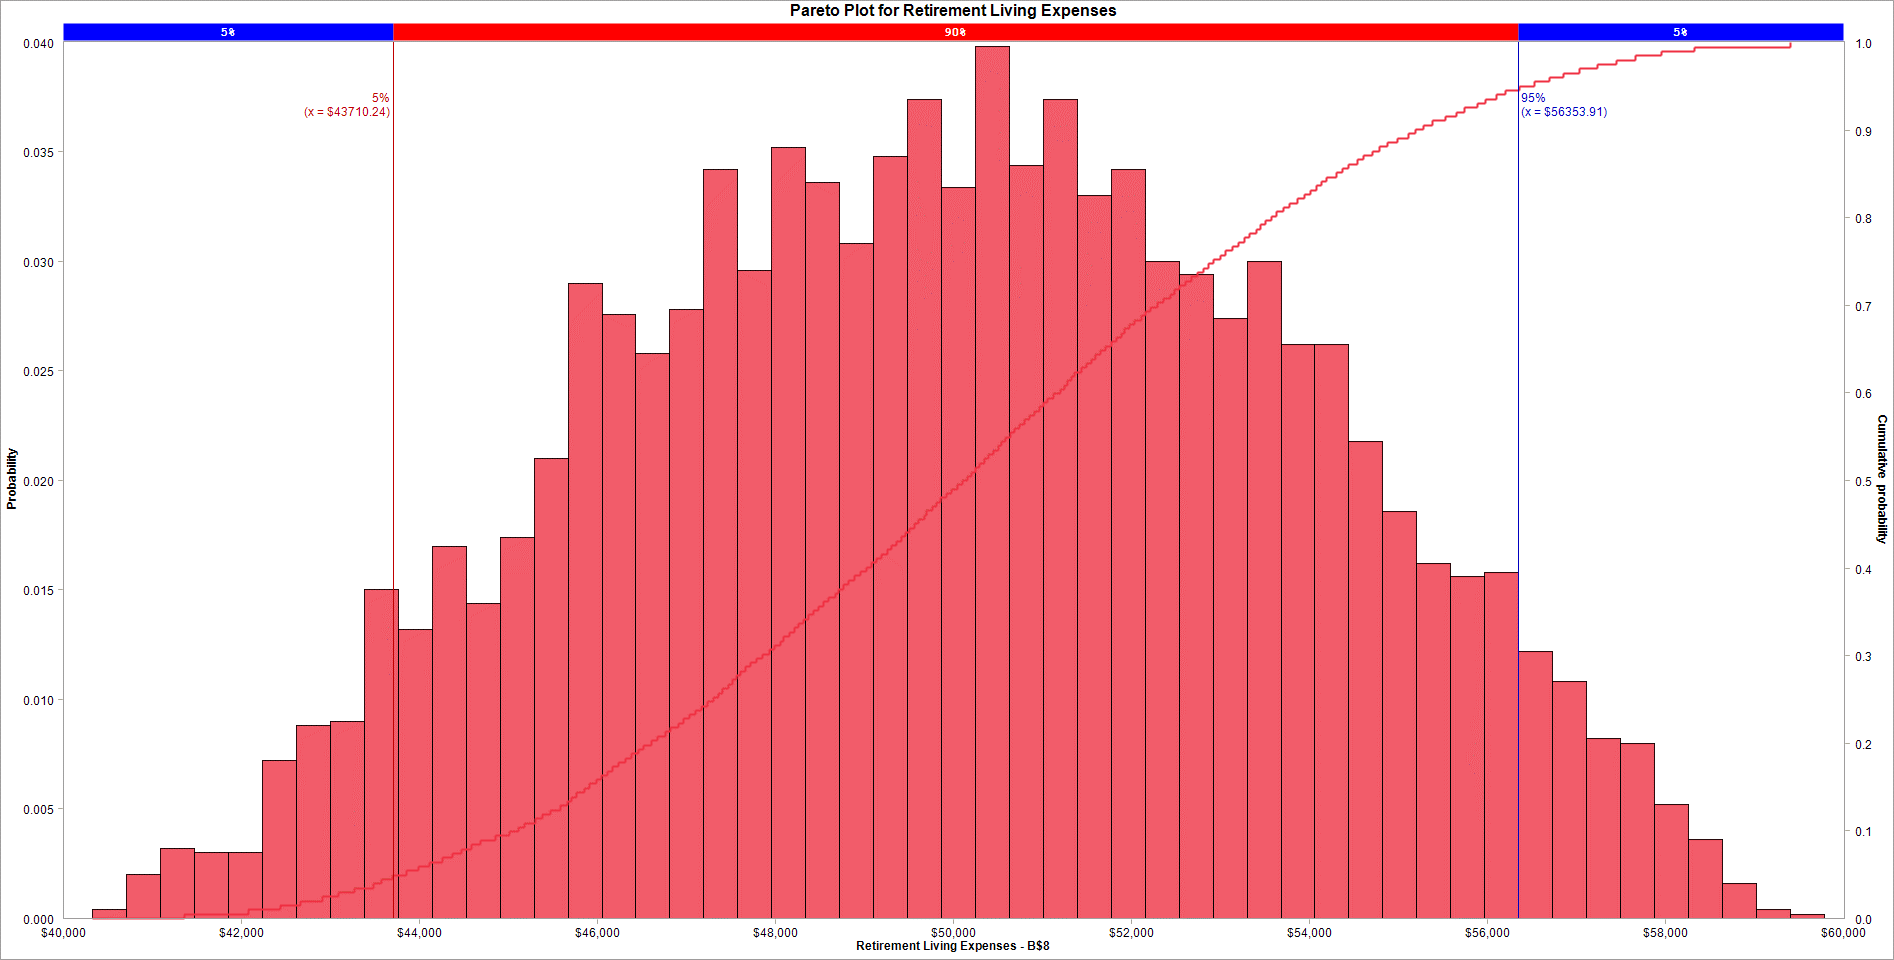 Pareto Plot for Retirement Living Expenses
5% 90% 5%
0.040
0.035
0.030
0.025
0.020
0.015
0.010
0.005
0.000
Probability
5%
(x = $43710.24)
95%
(x = $56353.91)
1.0
0.9
0.8
0.7
0.6
0.5
0.4
0.3
0.2
0.1
0.0
Cumulative probability
$40,000 $42,000 $44,000 $46,000 $48,000 $50,000 $52,000 $54,000 $56,000 $58,000 $60,000
Retirement Living Expenses - B$8